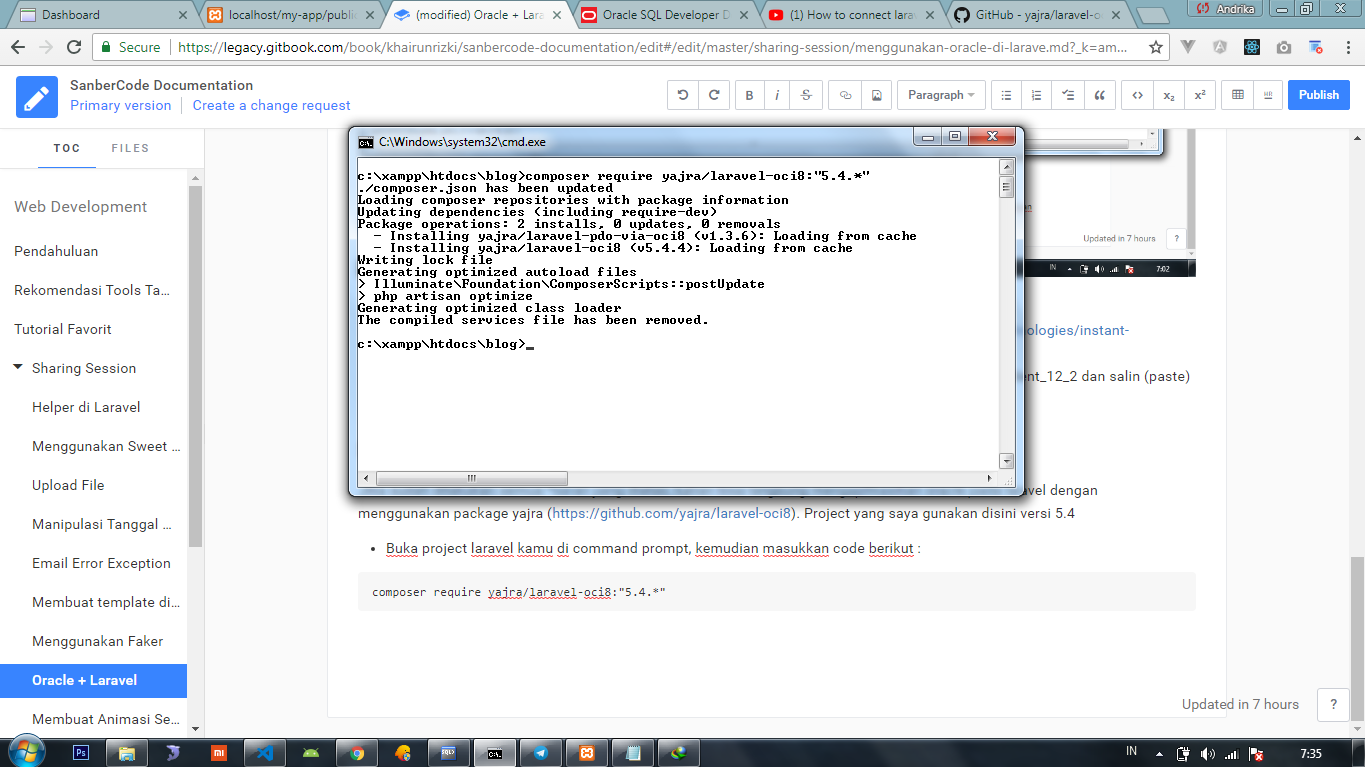 Dashboard
localhost/my-app/public
(modified) Oracle + Lara
Oracle SQL Developer D
(1) How to connect larav
GitHub - yajra/laravel-o
Andrika
Secure
https://legacy.gitbook.com/book/khairunrizki/sanbercode-documentation/edit#/edit/master/sharing-session/menggunakan-oracle-di-larave.md?_k=am...
SanberCode Documentation
Primary version
Create a change request
B
i
S
Paragraph
Publish
TOC
FILES
Web Development
Pendahuluan
Rekomendasi Tools Ta...
Tutorial Favorit
Sharing Session
Helper di Laravel
Menggunakan Sweet ...
Upload File
Manipulasi Tanggal ...
Email Error Exception
Membuat template di...
Menggunakan Faker
Oracle + Laravel
Membuat Animasi Se...
C:\Windows\system32\cmd.exe
c:\xampp\htdocs\blog>composer require yajra/laravel-oci8:"5.4.*"
./composer.json has been updated
Loading composer repositories with package information
Updating dependencies (including require-dev)
Package operations: 2 installs, 0 updates, 0 removals
- Installing yajra/laravel-pdo-via-oci8 (v1.3.6): Loading from cache
- Installing yajra/laravel-oci8 (v5.4.4): Loading from cache
Writing lock file
Generating optimized autoload files
> Illuminate\Foundation\ComposerScripts::postUpdate
> php artisan optimize
Generating optimized class loader
The compiled services file has been removed.
c:\xampp\htdocs\blog>_
Updated in 7 hours
?
IN
7:02
ologies/instant-
ent_12_2 dan salin (paste)
avel dengan
menggunakan package yajra (https://github.com/yajra/laravel-oci8). Project yang saya gunakan disini versi 5.4
• Buka project laravel kamu di command prompt, kemudian masukkan code berikut :
composer require yajra/laravel-oci8:"5.4.*"
Updated in 7 hours
?
Ps
IN
7:35